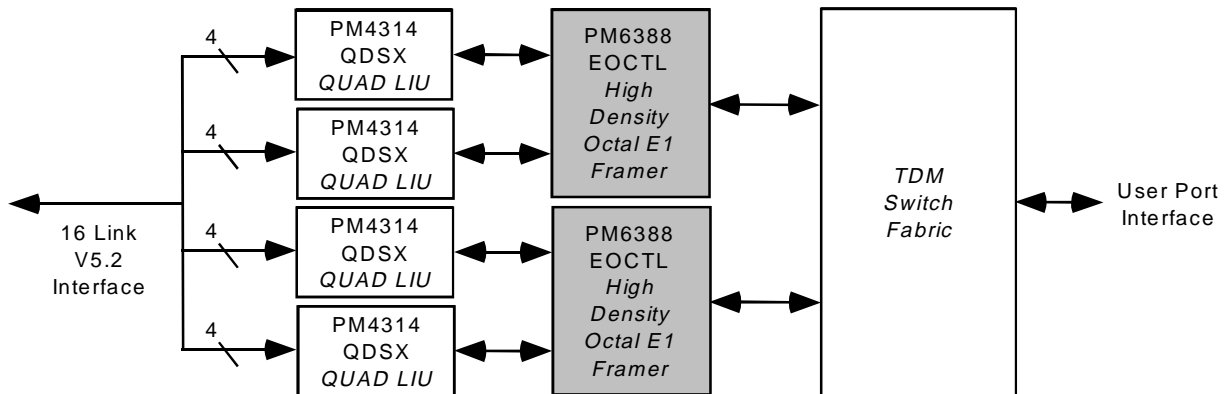 4
PM4314
QDSX
QUAD LIU
4
PM4314
QDSX
QUAD LIU
16 Link
V5.2
Interface
4
PM4314
QDSX
QUAD LIU
4
PM4314
QDSX
QUAD LIU
PM6388
EOCTL
High
Density
Octal E1
Framer
PM6388
EOCTL
High
Density
Octal E1
Framer
TDM
Switch
Fabric
User Port
Interface